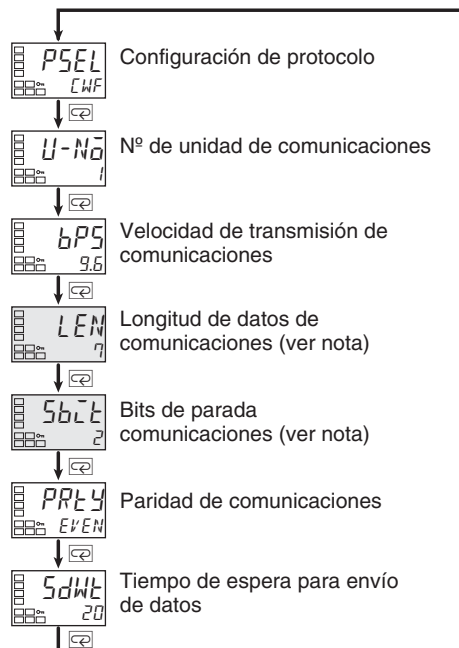 PSEL
CWF
Configuración de protocolo
U-No
1
Nº de unidad de comunicaciones
bPS
9.6
Velocidad de transmisión de
comunicaciones
LEN
7
Longitud de datos de
comunicaciones (ver nota)
Sbit
2
Bits de parada
comunicaciones (ver nota)
PRtY
EVEN
Paridad de comunicaciones
SdWt
20
Tiempo de espera para envío
de datos